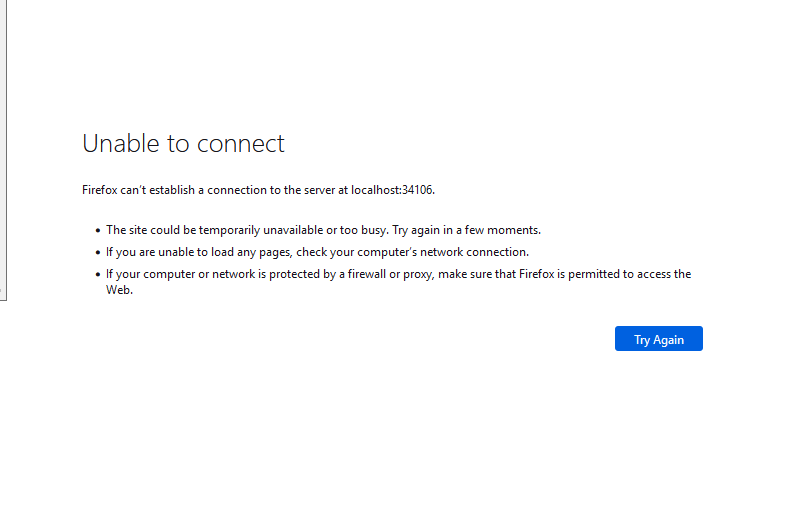 Unable to connect
Firefox can’t establish a connection to the server at localhost:34106.
• The site could be temporarily unavailable or too busy. Try again in a few moments.
• If you are unable to load any pages, check your computer’s network connection.
• If your computer or network is protected by a firewall or proxy, make sure that Firefox is permitted to access the
Web.
Try Again